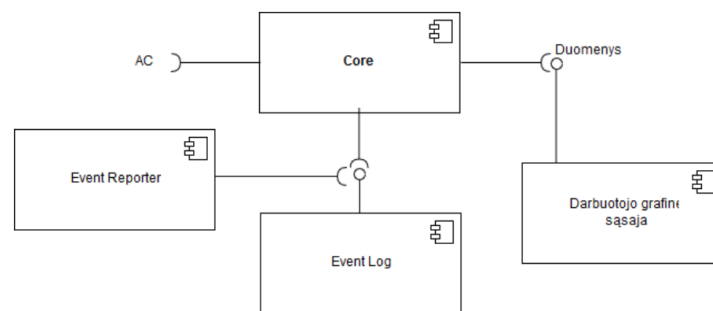 AC
Core
Duomenys
Event Reporter
Darbuotojo grafinė
sąsaja
Event Log